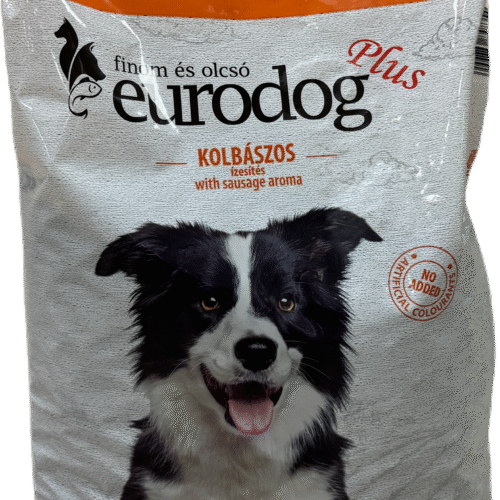 finom és olcsó
eurodog
Plus
KOLBÁSZOS
ízesítés
with sausage aroma
NO
ADDED
ARTIFICIAL COLOURANTS